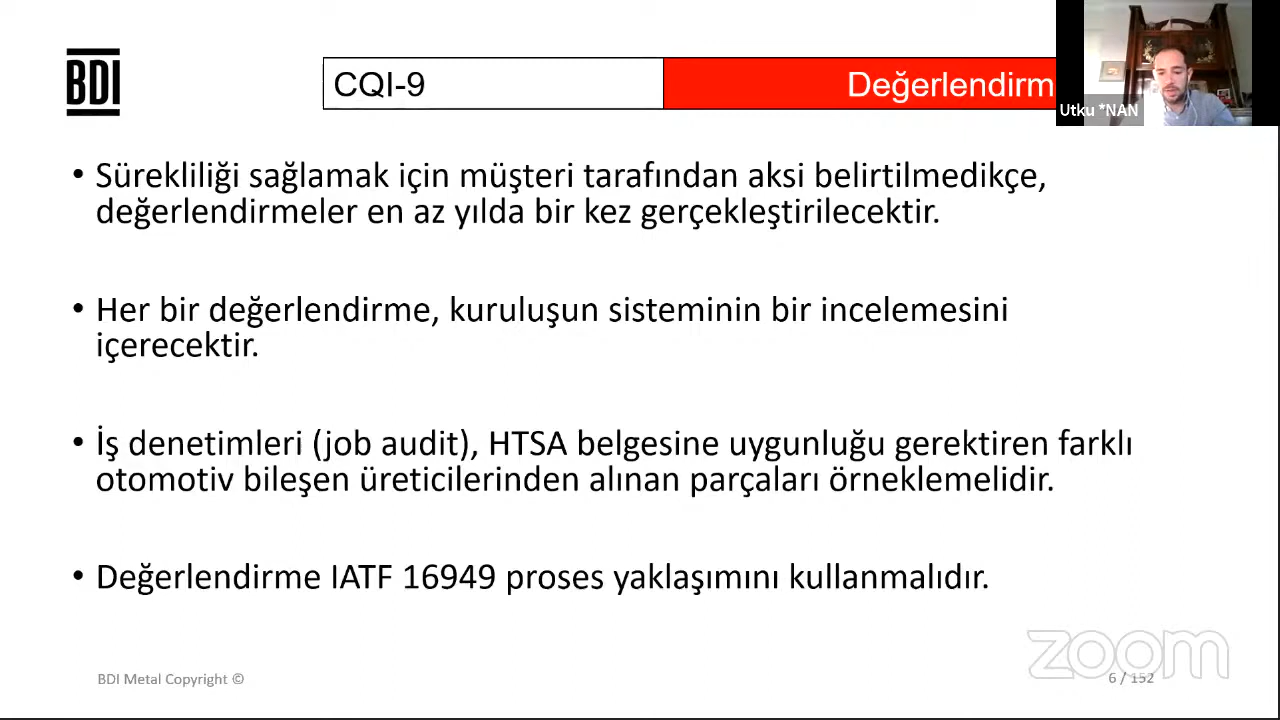 BDI
CQI-9
Değerlendirm
Utku *NAN
• Sürekliliği sağlamak için müşteri tarafından aksi belirtilmedikçe,
değerlendirmeler en az yılda bir kez gerçekleştirilecektir.
• Her bir değerlendirme, kuruluşun sisteminin bir incelemesini
içerecektir.
• İş denetimleri (job audit), HTSA belgesine uygunluğu gerektiren farklı
otomotiv bileşen üreticilerinden alınan parçaları örneklemelidir.
• Değerlendirme IATF 16949 proses yaklaşımını kullanmalıdır.
zoom
BDI Metal Copyright ©
6 / 152